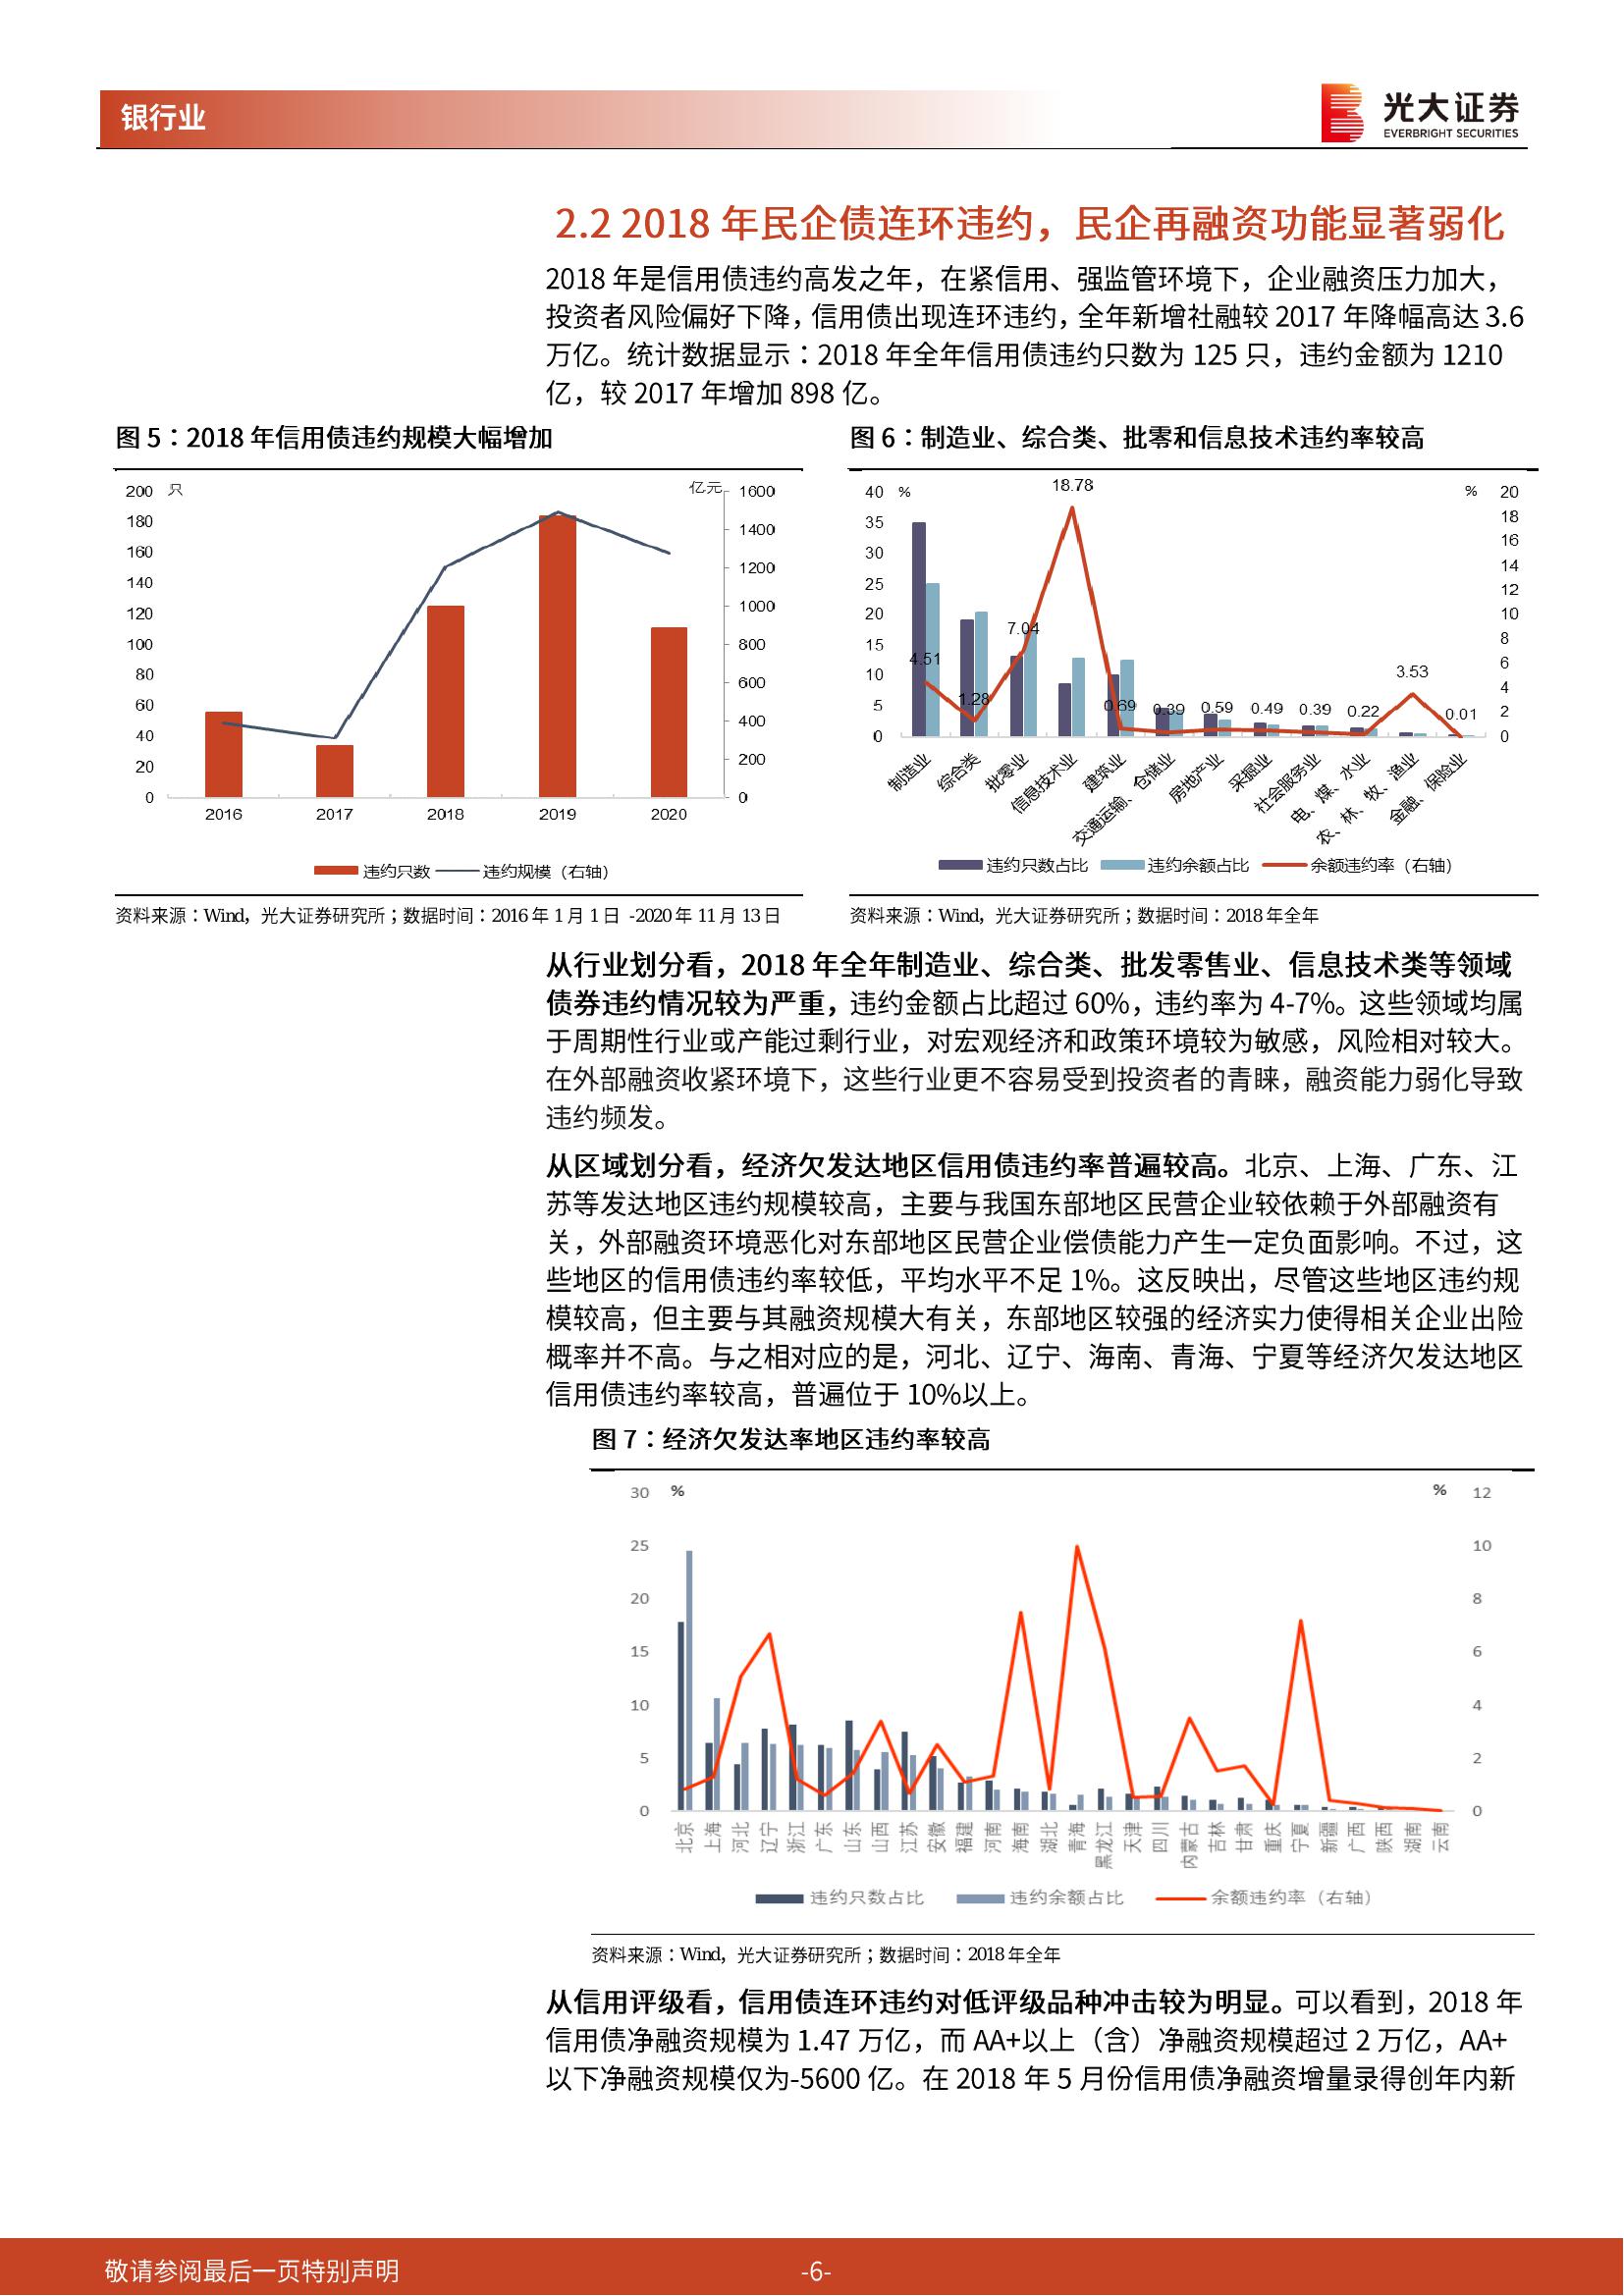 银行业
光大证券
EVERBRIGHT SECURITIES
2.2 2018 年民企债连环违约，民企再融资功能显著弱化
2018 年是信用债违约高发之年，在紧信用、强监管环境下，企业融资压力加大，
投资者风险偏好下降，信用债出现连环违约，全年新增社融较 2017 年降幅高达 3.6
万亿。统计数据显示：2018 年全年信用债违约只数为 125 只，违约金额为 1210
亿，较 2017 年增加 898 亿。
图 5：2018 年信用债违约规模大幅增加
200 只
180
160
140
120
100
80
60
40
20
0
亿元 1600
1400
1200
1000
800
600
400
200
0
2016 2017 2018 2019 2020
违约只数 违约规模（右轴）
资料来源：Wind，光大证券研究所；数据时间：2016 年 1 月 1 日 -2020 年 11 月 13 日
图 6：制造业、综合类、批零和信息技术违约率较高
40 %
35
30
25
20
15
10
5
0
% 20
18
16
14
12
10
8
6
4
2
0
4.51 1.28 7.04 18.78 0.69 0.39 0.59 0.49 0.39 0.22 3.53 0.01
制造业 综合类 批零业 信息技术业 建筑业 交通运输、仓储业 房地产业 采掘业 社会服务业 电、煤、水业 农、林、牧、渔业 金融、保险业
违约只数占比 违约余额占比 余额违约率（右轴）
资料来源：Wind，光大证券研究所；数据时间：2018 年全年
从行业划分看，2018 年全年制造业、综合类、批发零售业、信息技术类等领域
债券违约情况较为严重，违约金额占比超过 60%，违约率为 4-7%。这些领域均属
于周期性行业或产能过剩行业，对宏观经济和政策环境较为敏感，风险相对较大。
在外部融资收紧环境下，这些行业更不容易受到投资者的青睐，融资能力弱化导致
违约频发。
从区域划分看，经济欠发达地区信用债违约率普遍较高。北京、上海、广东、江
苏等发达地区违约规模较高，主要与我国东部地区民营企业较依赖于外部融资有
关，外部融资环境恶化对东部地区民营企业偿债能力产生一定负面影响。不过，这
些地区的信用债违约率较低，平均水平不足 1%。这反映出，尽管这些地区违约规
模较高，但主要与其融资规模大有关，东部地区较强的经济实力使得相关企业出险
概率并不高。与之相对应的是，河北、辽宁、海南、青海、宁夏等经济欠发达地区
信用债违约率较高，普遍位于 10%以上。
图 7：经济欠发达率地区违约率较高
30 %
25
20
15
10
5
0
% 12
10
8
6
4
2
0
北京 上海 河北 辽宁 浙江 广东 山东 山西 江苏 安徽 福建 河南 海南 湖北 青海 黑龙江 天津 四川 内蒙古 吉林 甘肃 重庆 宁夏 新疆 广西 陕西 湖南 云南
违约只数占比 违约余额占比 余额违约率（右轴）
资料来源：Wind，光大证券研究所；数据时间：2018 年全年
从信用评级看，信用债连环违约对低评级品种冲击较为明显。可以看到，2018 年
信用债净融资规模为 1.47 万亿，而 AA+以上（含）净融资规模超过 2 万亿，AA+
以下净融资规模仅为-5600 亿。在 2018 年 5 月份信用债净融资增量录得创年内新
敬请参阅最后一页特别声明
-6-